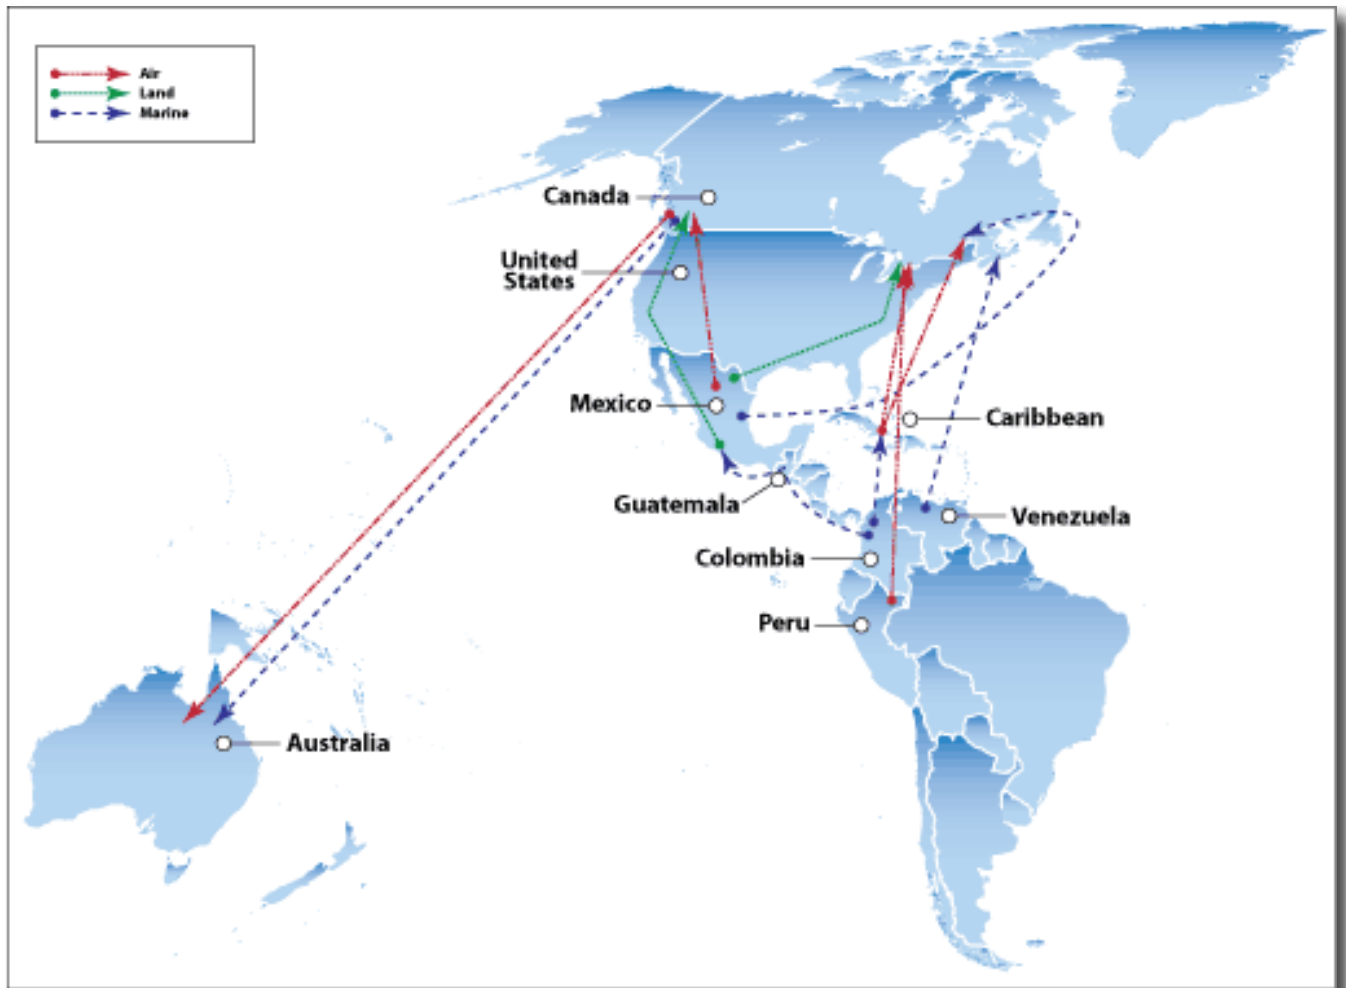 Air
Land
Marine
Canada
United
States
Mexico
Caribbean
Guatemala
Venezuela
Colombia
Peru
Australia